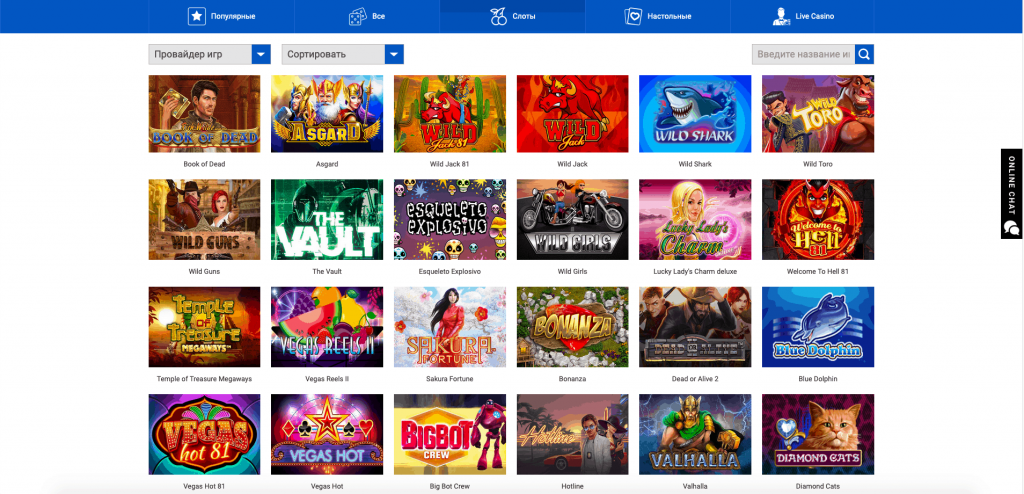 Популярные
Все
Слоты
Настольные
Live Casino
Провайдер игр
Сортировать
Введите название
BOOK OF DEAD
ASGARD
WILD
Jack 81
WILD
Jack
WILD SHARK
WILD
TORO
Book of Dead
Asgard
Wild Jack 81
Wild Jack
Wild Shark
Wild Toro
ONLINE CHAT
WILD GUNS
THE
VAULT
esqueleto
explosivo
WILD GIRLS
Lucky Lady's
Charm
Welcome to
Hell
81
Wild Guns
The Vault
Esqueleto Explosivo
Wild Girls
Lucky Lady's Charm deluxe
Welcome To Hell 81
Temple
of
Treasure
MEGAWAYS
VEGAS REELS II
SAKURA
FORTUNE
BONANZA
Blue Dolphin
Temple of Treasure Megaways
Vegas Reels II
Sakura Fortune
Bonanza
Dead or Alive 2
Blue Dolphin
VEGAS
hot 81
VEGAS HOT
BIGBOT
CREW
Hotline
VALHALLA
DIAMOND CATS
Vegas Hot 81
Vegas Hot
Big Bot Crew
Hotline
Valhalla
Diamond Cats